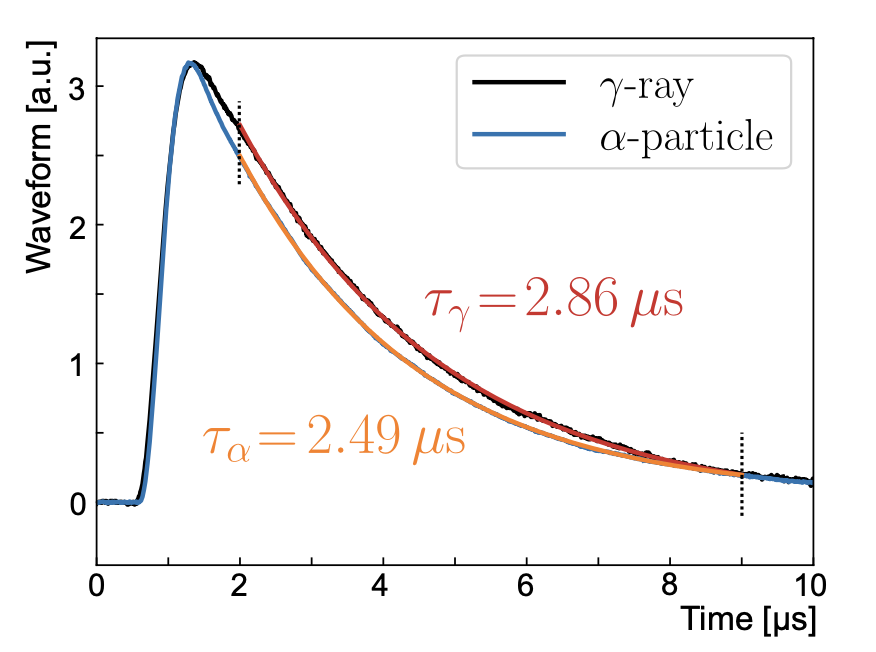 Waveform [a.u.]
3
2
1
0
γ-ray
α-particle
τγ=2.86 μs
τα=2.49 μs
0 2 4 6 8 10
Time [μs]